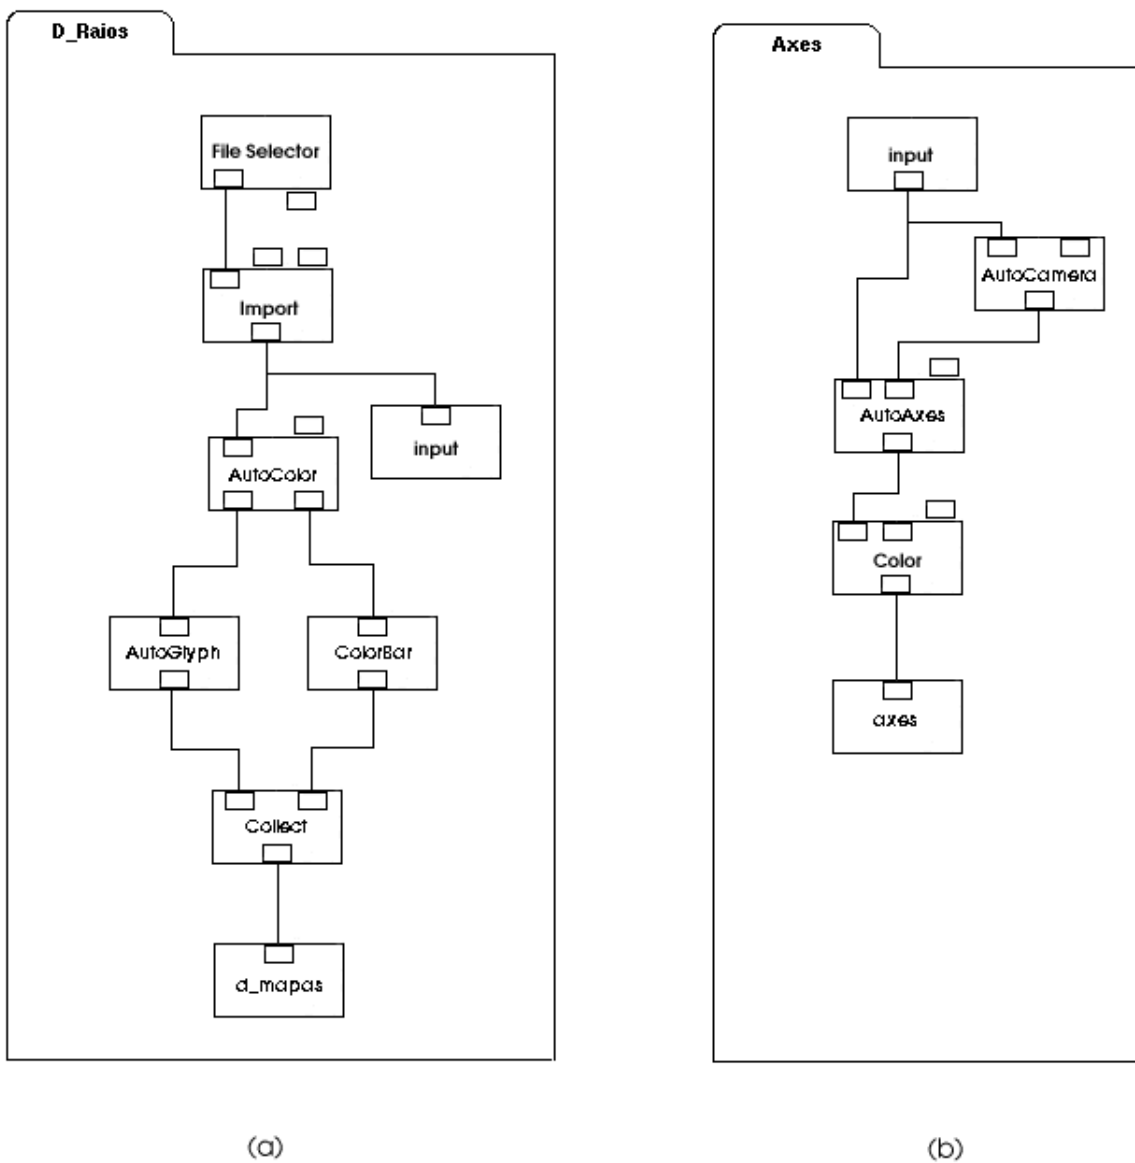 D_Raios
File Selector
Import
input
AutoColor
AutoGlyph
ColorBar
Collect
d_mapas
(a)
Axes
input
AutoCamera
AutoAxes
Color
axes
(b)